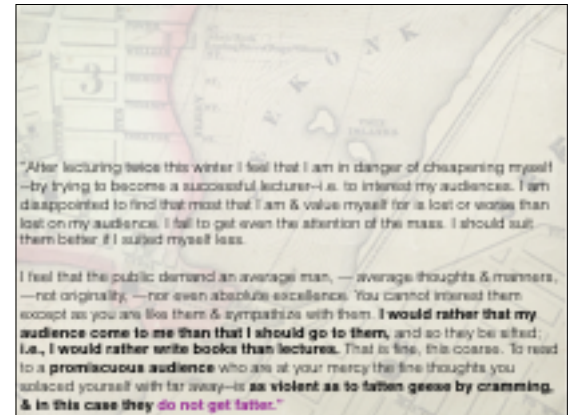 3
"After lecturing twice this winter I feel that I am in danger of cheapening myself
--by trying to become a successful lecturer--i.e. to interest my audiences. I am
disappointed to find that most that I am & value myself for is lost or worse than
lost on my audience. I fail to get even the attention of the mass. I should suit
them better if I suited myself less.
I feel that the public demand an average man, — average thoughts & manners,
—not originality, —nor even absolute excellence. You cannot interest them
except as you are like them & sympathize with them. I would rather that my
audience come to me than that I should go to them, and so they be sifted;
i.e., I would rather write books than lectures. That is fine, this coarse. To read
to a promiscuous audience who are at your mercy the fine thoughts you
solaced yourself with far away--is as violent as to fatten geese by cramming,
& in this case they do not get fatter."